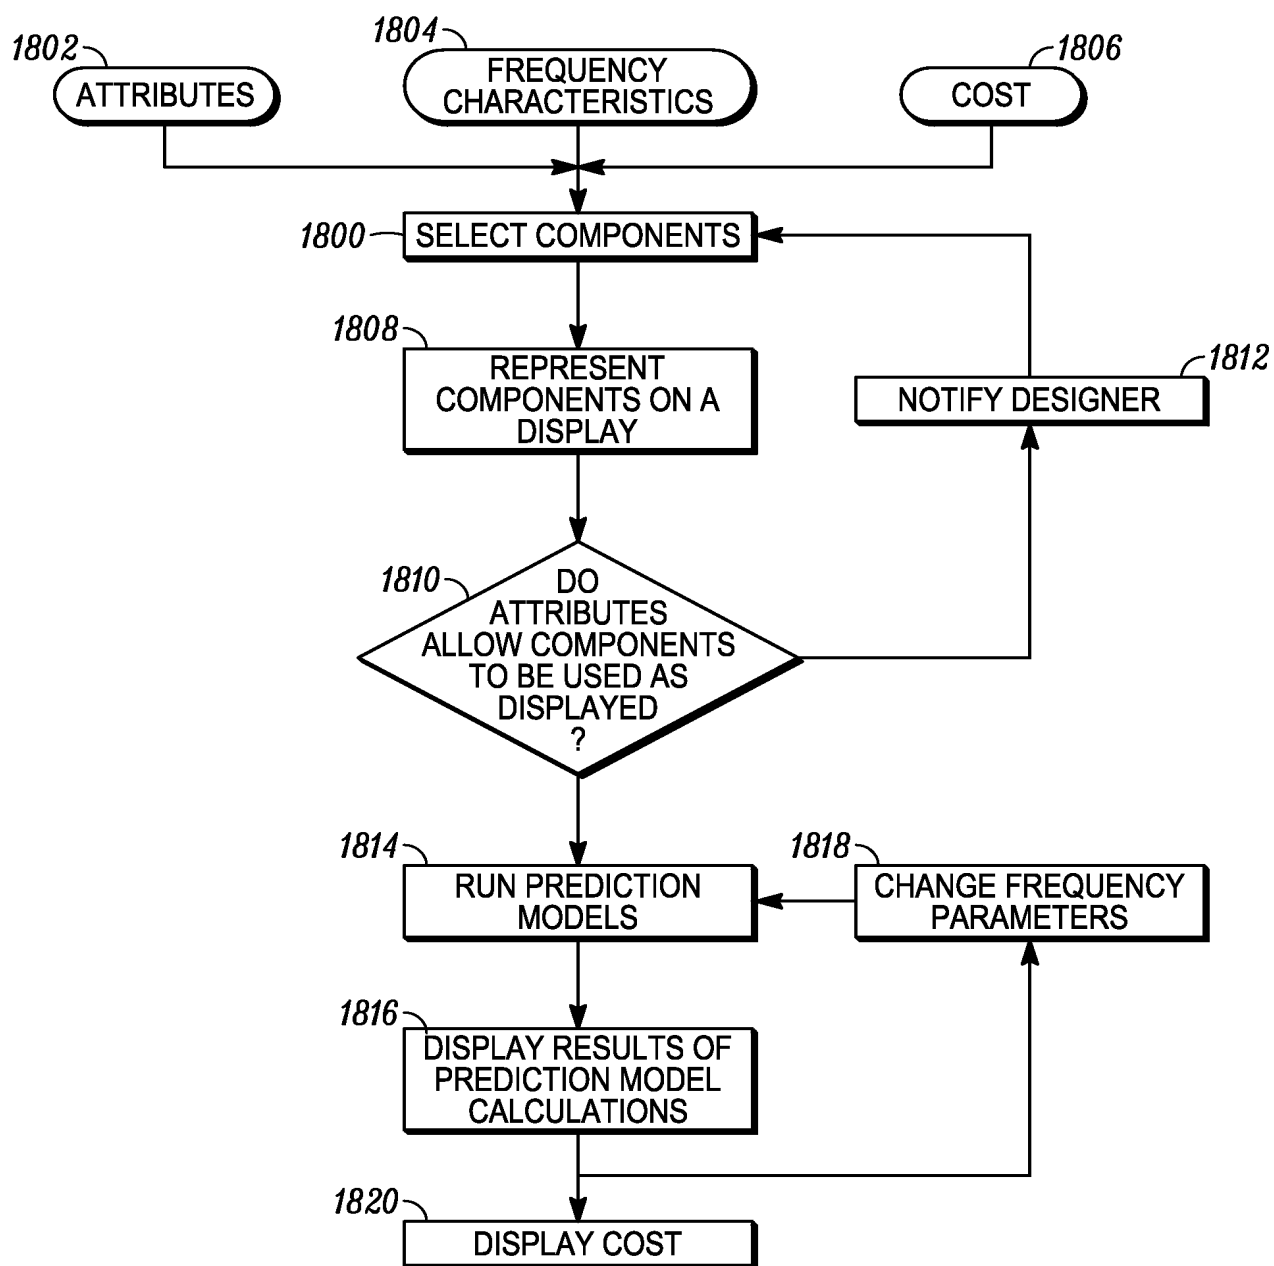 1802
ATTRIBUTES
1804
FREQUENCY
CHARACTERISTICS
1806
COST
1800
SELECT COMPONENTS
1808
REPRESENT
COMPONENTS ON A
DISPLAY
1812
NOTIFY DESIGNER
1810
DO
ATTRIBUTES
ALLOW COMPONENTS
TO BE USED AS
DISPLAYED
?
1814
RUN PREDICTION
MODELS
1818
CHANGE FREQUENCY
PARAMETERS
1816
DISPLAY RESULTS OF
PREDICTION MODEL
CALCULATIONS
1820
DISPLAY COST